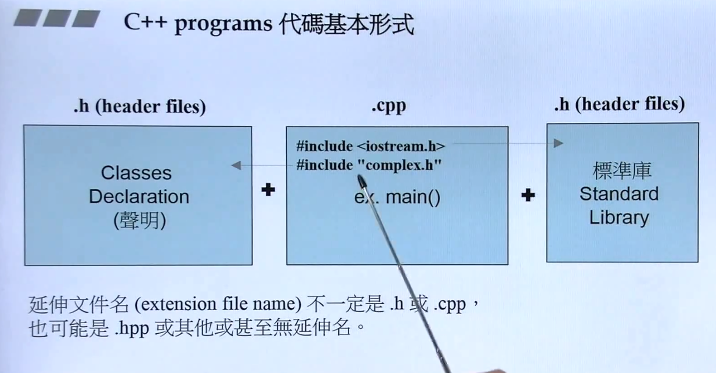 C++ programs 代碼基本形式
.h (header files)
.cpp
.h (header files)
Classes
Declaration
(聲明)
+
#include <iostream.h>
#include "complex.h"
ex. main()
+
標準庫
Standard
Library
延伸文件名 (extension file name) 不一定是 .h 或 .cpp，
也可能是 .hpp 或其他或甚至無延伸名。